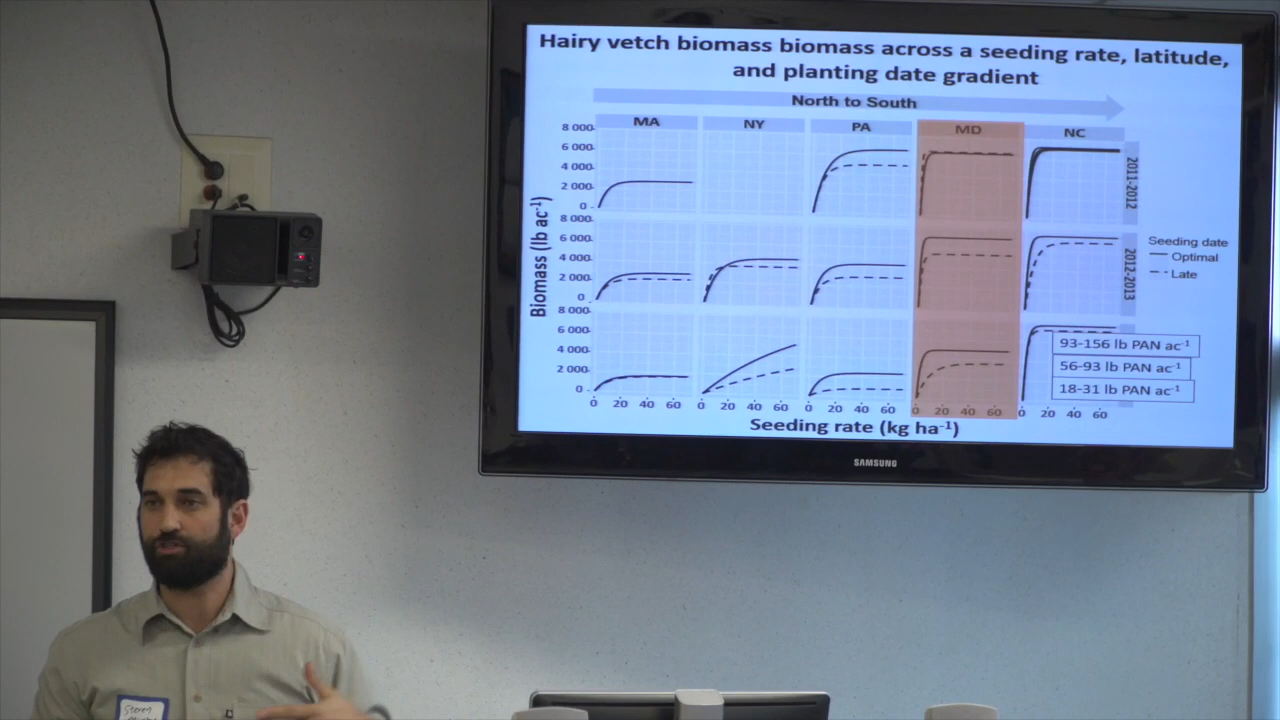 Hairy vetch biomass biomass across a seeding rate, latitude,
and planting date gradient
North to South
MA NY PA MD NC
Biomass (lb ac-1)
8 000
6 000
4 000
2 000
0
2011-2012
8 000
6 000
4 000
2 000
0
2012-2013
8 000
6 000
4 000
2 000
0
Seeding date
Optimal
Late
93-156 lb PAN ac-1
56-93 lb PAN ac-1
18-31 lb PAN ac-1
0 20 40 60 0 20 40 60 0 20 40 60 0 20 40 60 0 20 40 60
Seeding rate (kg ha-1)
SAMSUNG
Steven